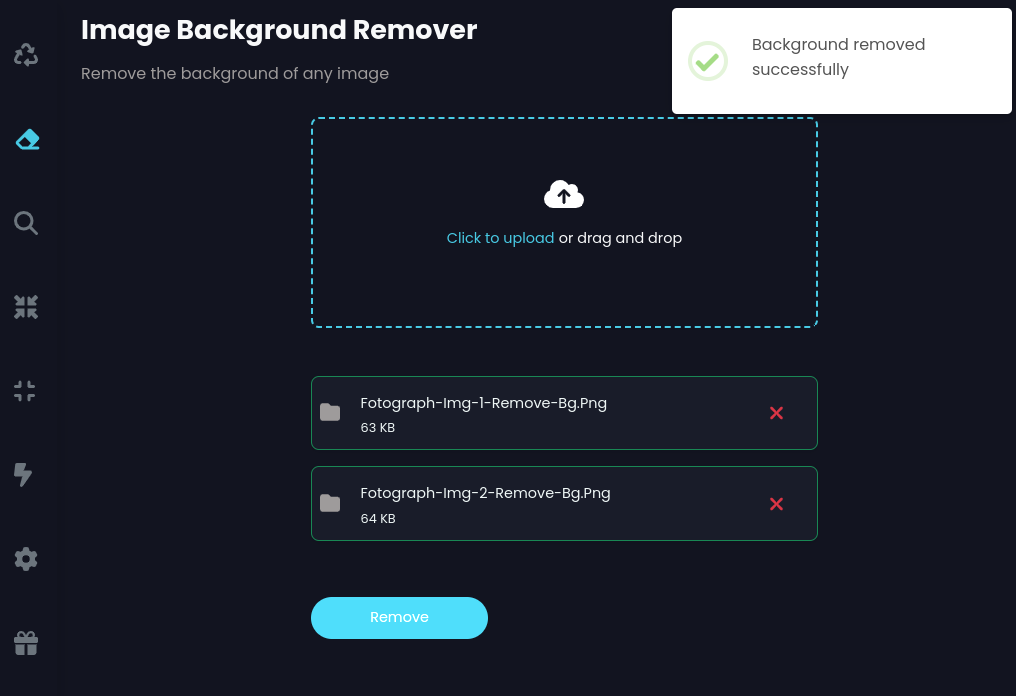 Image Background Remover
Remove the background of any image
Background removed
successfully
Click to upload or drag and drop
Fotograph-Img-1-Remove-Bg.Png
63 KB
Fotograph-Img-2-Remove-Bg.Png
64 KB
Remove